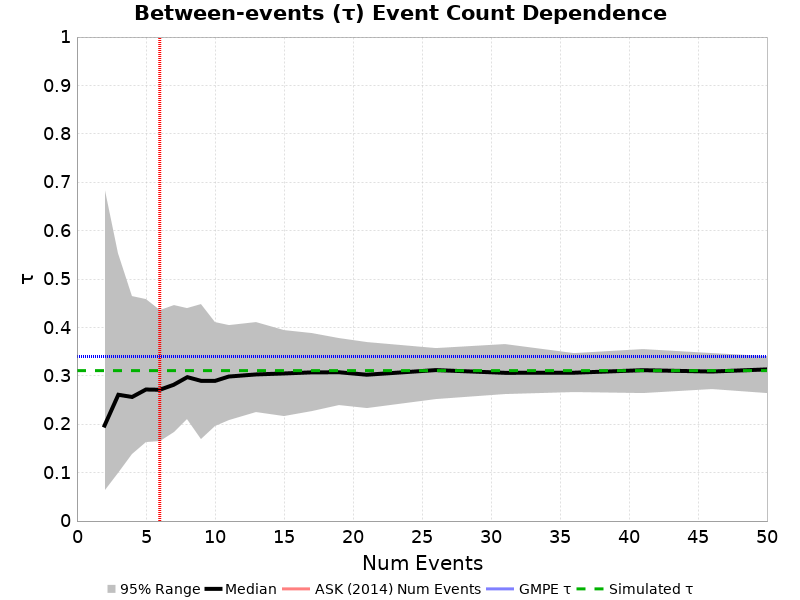 Between-events (τ) Event Count Dependence
1
0.9
0.8
0.7
0.6
0.5
0.4
0.3
0.2
0.1
0
τ
0 5 10 15 20 25 30 35 40 45 50
Num Events
95% Range Median ASK (2014) Num Events GMPE τ Simulated τ